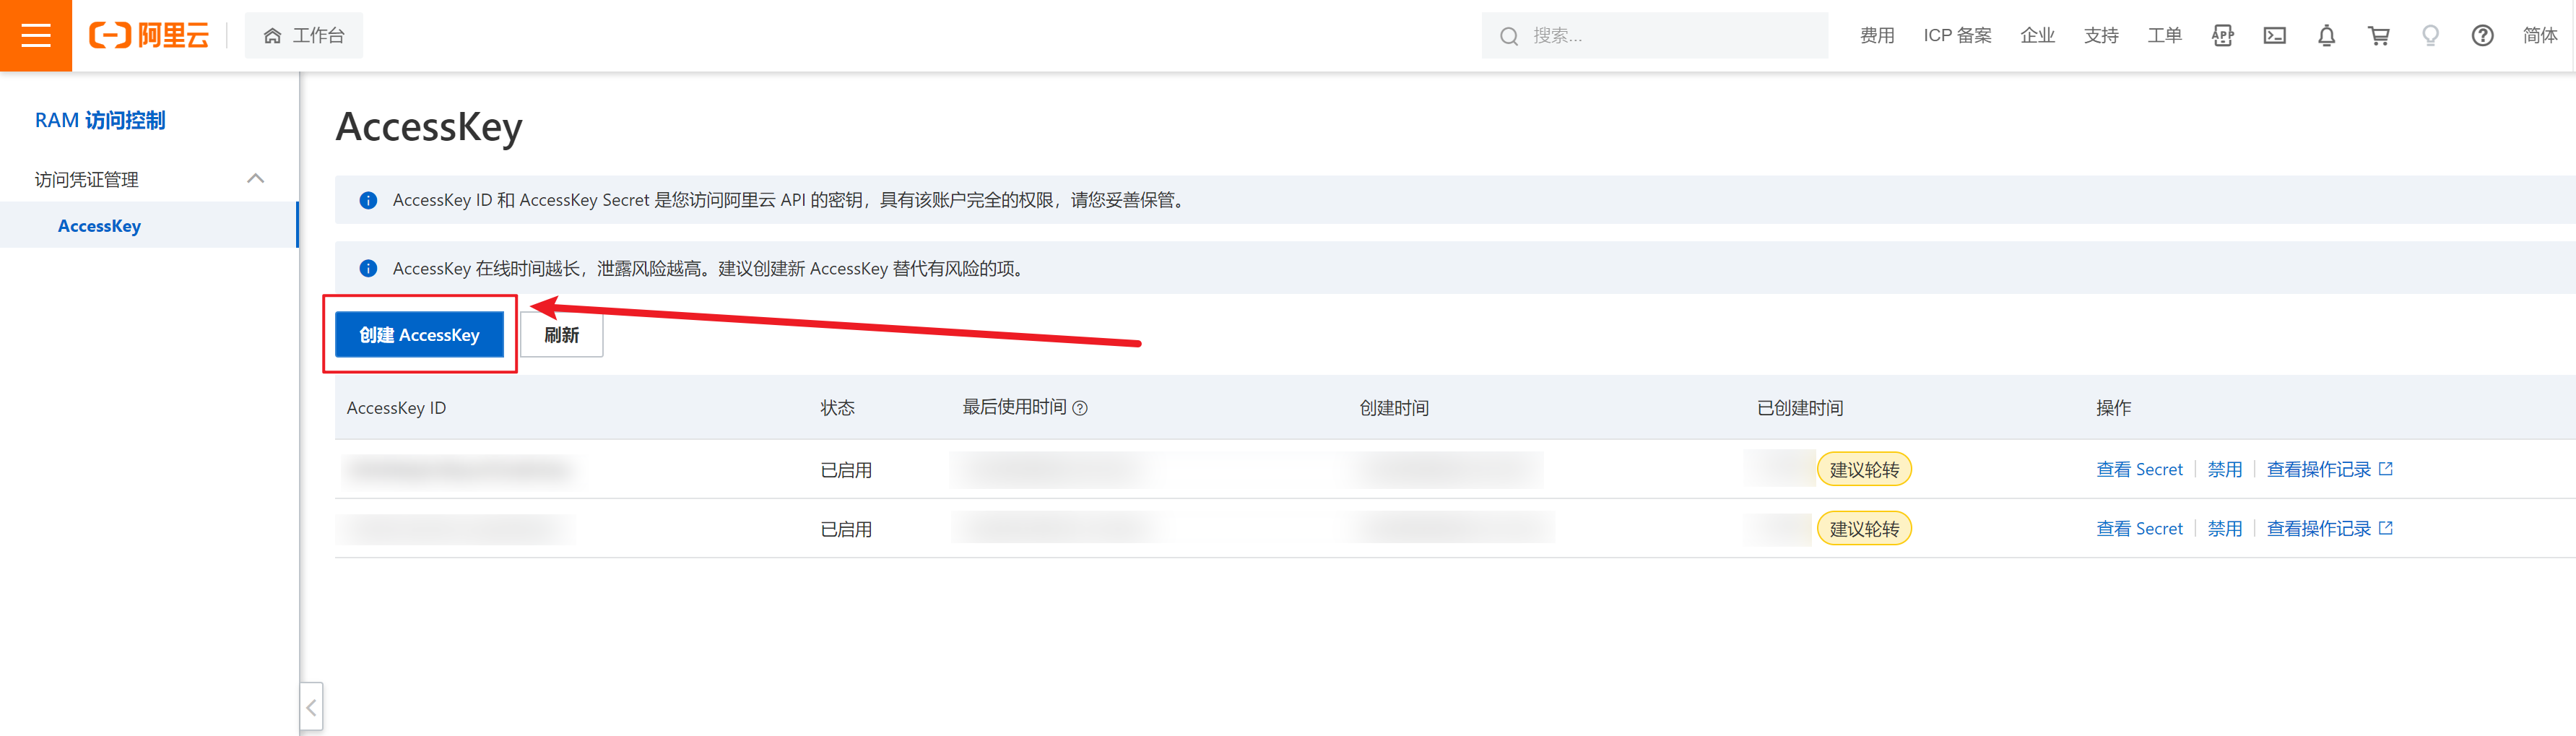 阿里云
工作台
搜索...
费用
ICP 备案
企业
支持
工单
APP
简体
RAM 访问控制
访问凭证管理
AccessKey
AccessKey
AccessKey ID 和 AccessKey Secret 是您访问阿里云 API 的密钥，具有该账户完全的权限，请您妥善保管。
AccessKey 在线时间越长，泄露风险越高。建议创建新 AccessKey 替代有风险的项。
创建 AccessKey
刷新
AccessKey ID 状态 最后使用时间 创建时间 已创建时间 操作
已启用 建议轮转 查看 Secret 禁用 查看操作记录
已启用 建议轮转 查看 Secret 禁用 查看操作记录